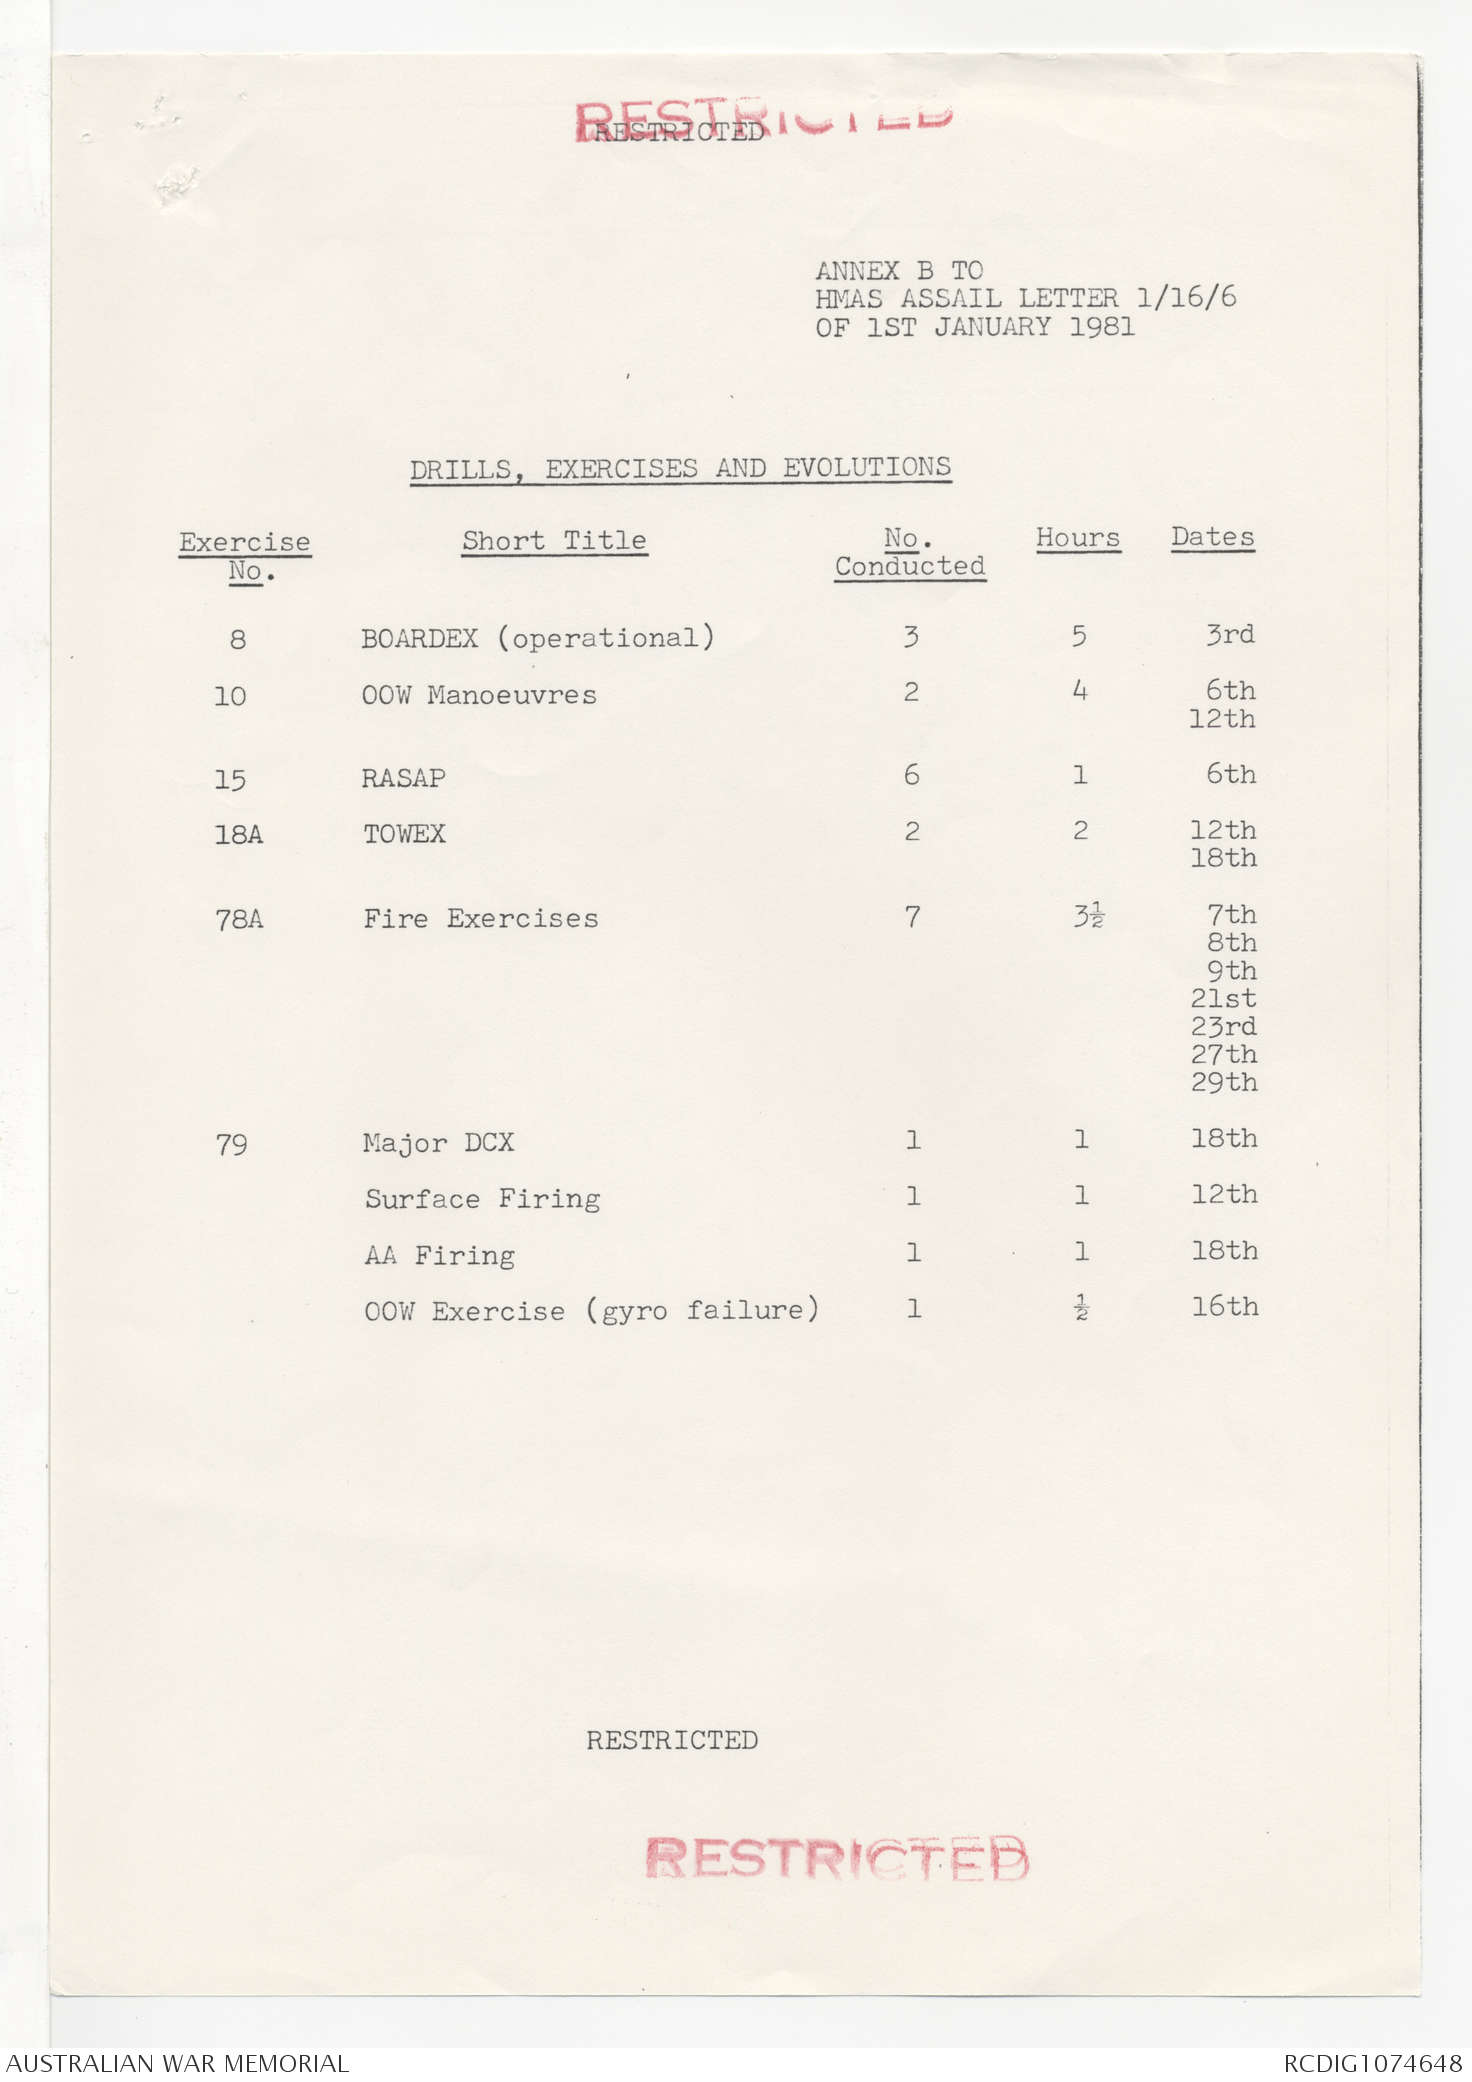 RESTRICTED
RESTRICTED
ANNEX B TO
HMAS ASSAIL LETTER 1/16/6
OF 1ST JANUARY 1981
DRILLS, EXERCISES AND EVOLUTIONS
Exercise No. Short Title No. Conducted Hours Dates
8 BOARDEX (operational) 3 5 3rd
10 OOW Manoeuvres 2 4 6th
12th
15 RASAP 6 1 6th
18A TOWEX 2 2 12th
18th
78A Fire Exercises 7 3½ 7th
8th
9th
21st
23rd
27th
29th
79 Major DCX 1 1 18th
Surface Firing 1 1 12th
AA Firing 1 1 18th
OOW Exercise (gyro failure) 1 ½ 16th
RESTRICTED
RESTRICTED
AUSTRALIAN WAR MEMORIAL RCDIG1074648